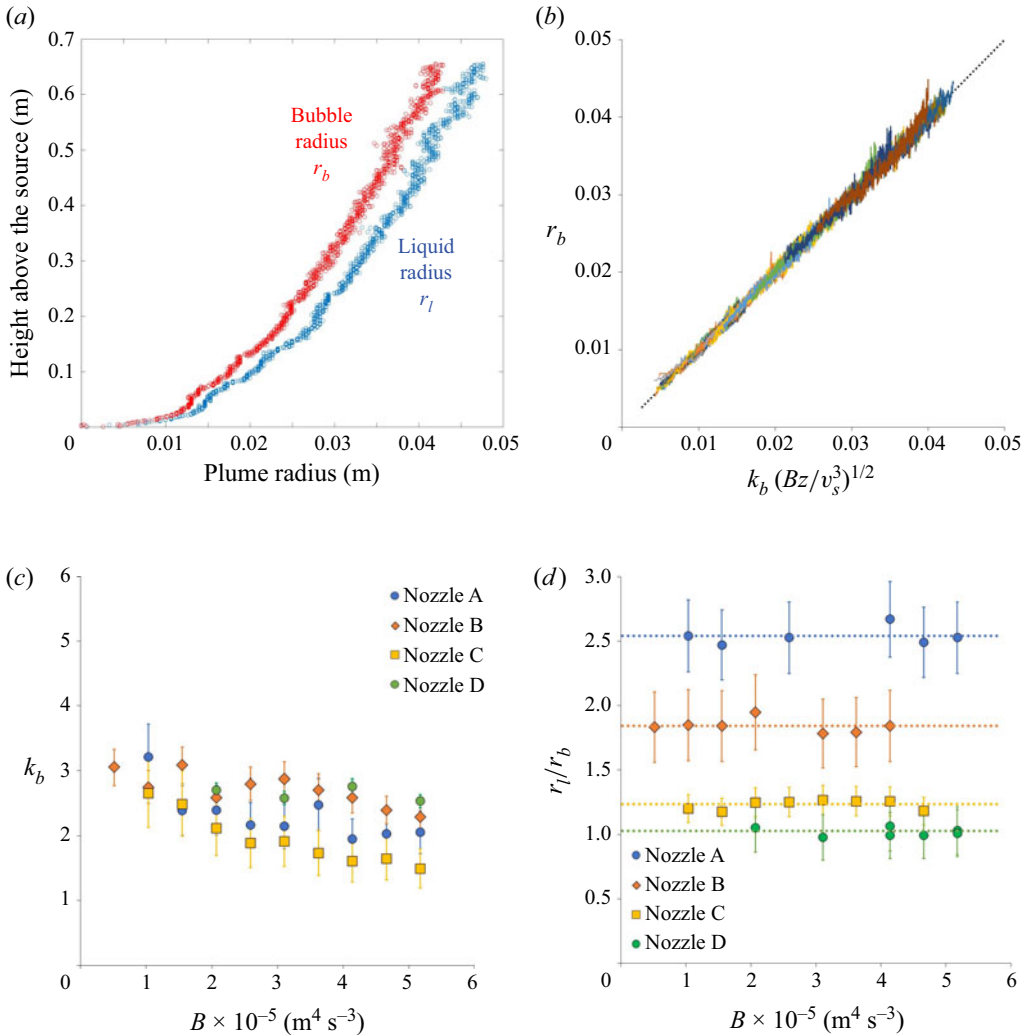 (a)
0.7
0.6
0.5
0.4
0.3
0.2
0.1
0
0.01
0.02
0.03
0.04
0.05
Height above the source (m)
Plume radius (m)
Bubble
radius
r_b
Liquid
radius
r_l
(b)
0.05
0.04
0.03
r_b
0.02
0.01
0
0.01
0.02
0.03
0.04
0.05
k_b (Bz/v_s^3)^{1/2}
(c)
6
5
4
k_b 3
2
1
0
1
2
3
4
5
6
Nozzle A
Nozzle B
Nozzle C
Nozzle D
B × 10^{–5} (m^4 s^{–3})
(d)
3.0
2.5
2.0
r_l/r_b
1.5
1.0
0.5
0
1
2
3
4
5
6
Nozzle A
Nozzle B
Nozzle C
Nozzle D
B × 10^{–5} (m^4 s^{–3})